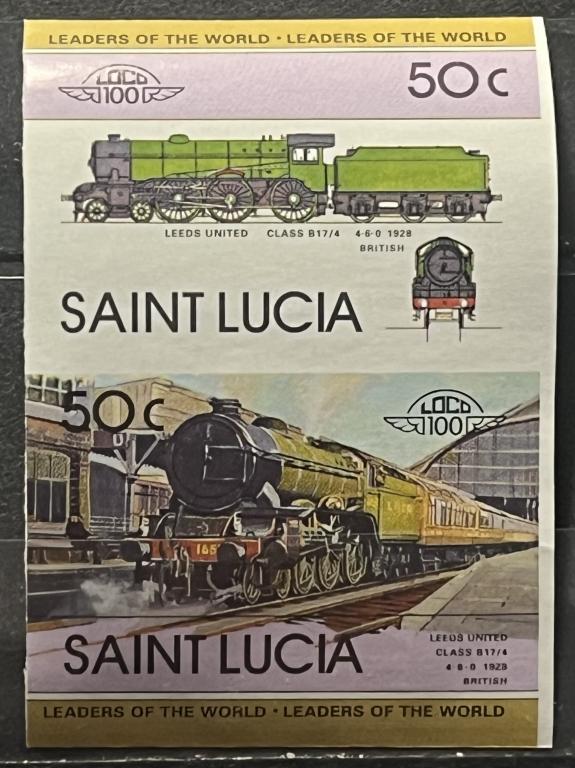 LEADERS OF THE WORLD · LEADERS OF THE WORLD
LOCO
100
50c
LEEDS UNITED CLASS B17/4 4-6-0 1928
BRITISH
SAINT LUCIA
50c
LOCO
100
165
SAINT LUCIA
LEEDS UNITED
CLASS B17/4
4-6-0 1928
BRITISH
LEADERS OF THE WORLD · LEADERS OF THE WORLD